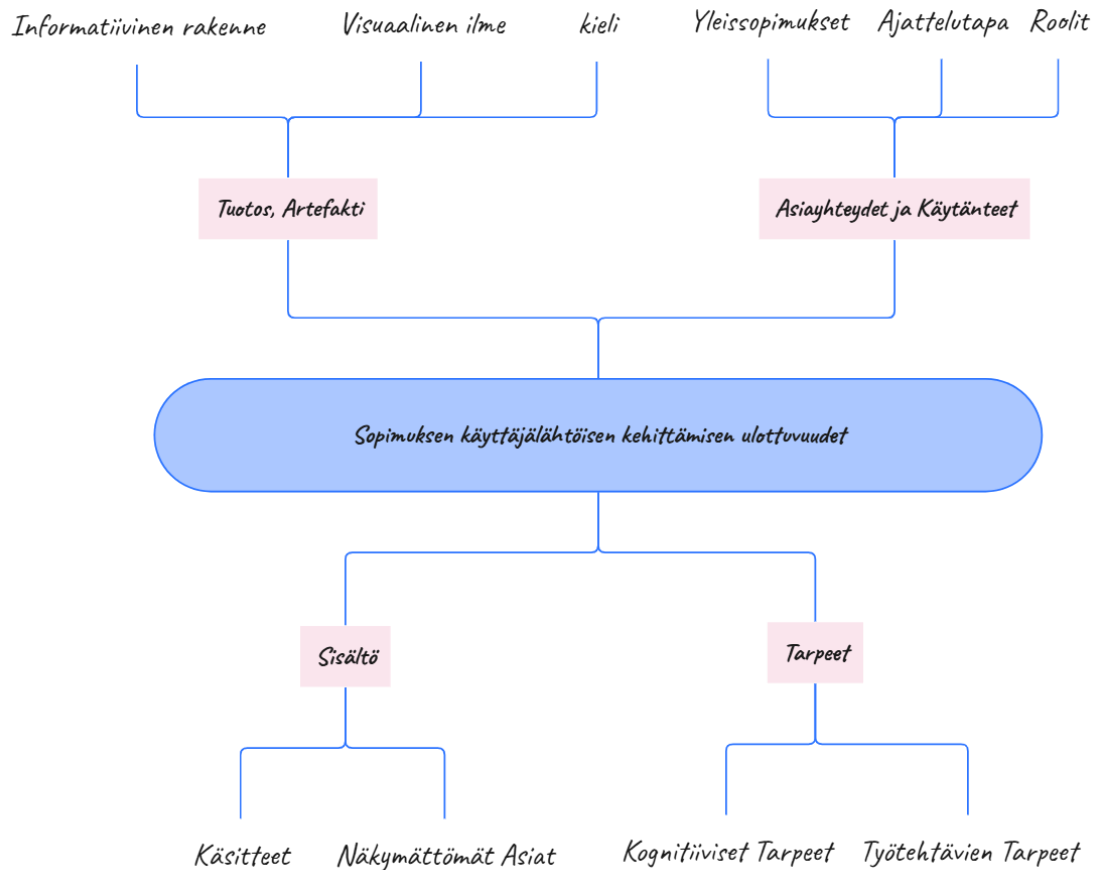 Informatiivinen rakenne
Visuaalinen ilme
kieli
Yleissopimukset
Ajattelutapa
Roolit
Tuotos, Artefakti
Asiayhteydet ja Käytänteet
Sopimuksen käyttäjälähtöisen kehittämisen ulottuvuudet
Sisältö
Tarpeet
Käsitteet
Näkymättömät Asiat
Kognitiiviset Tarpeet
Työtehtävien Tarpeet